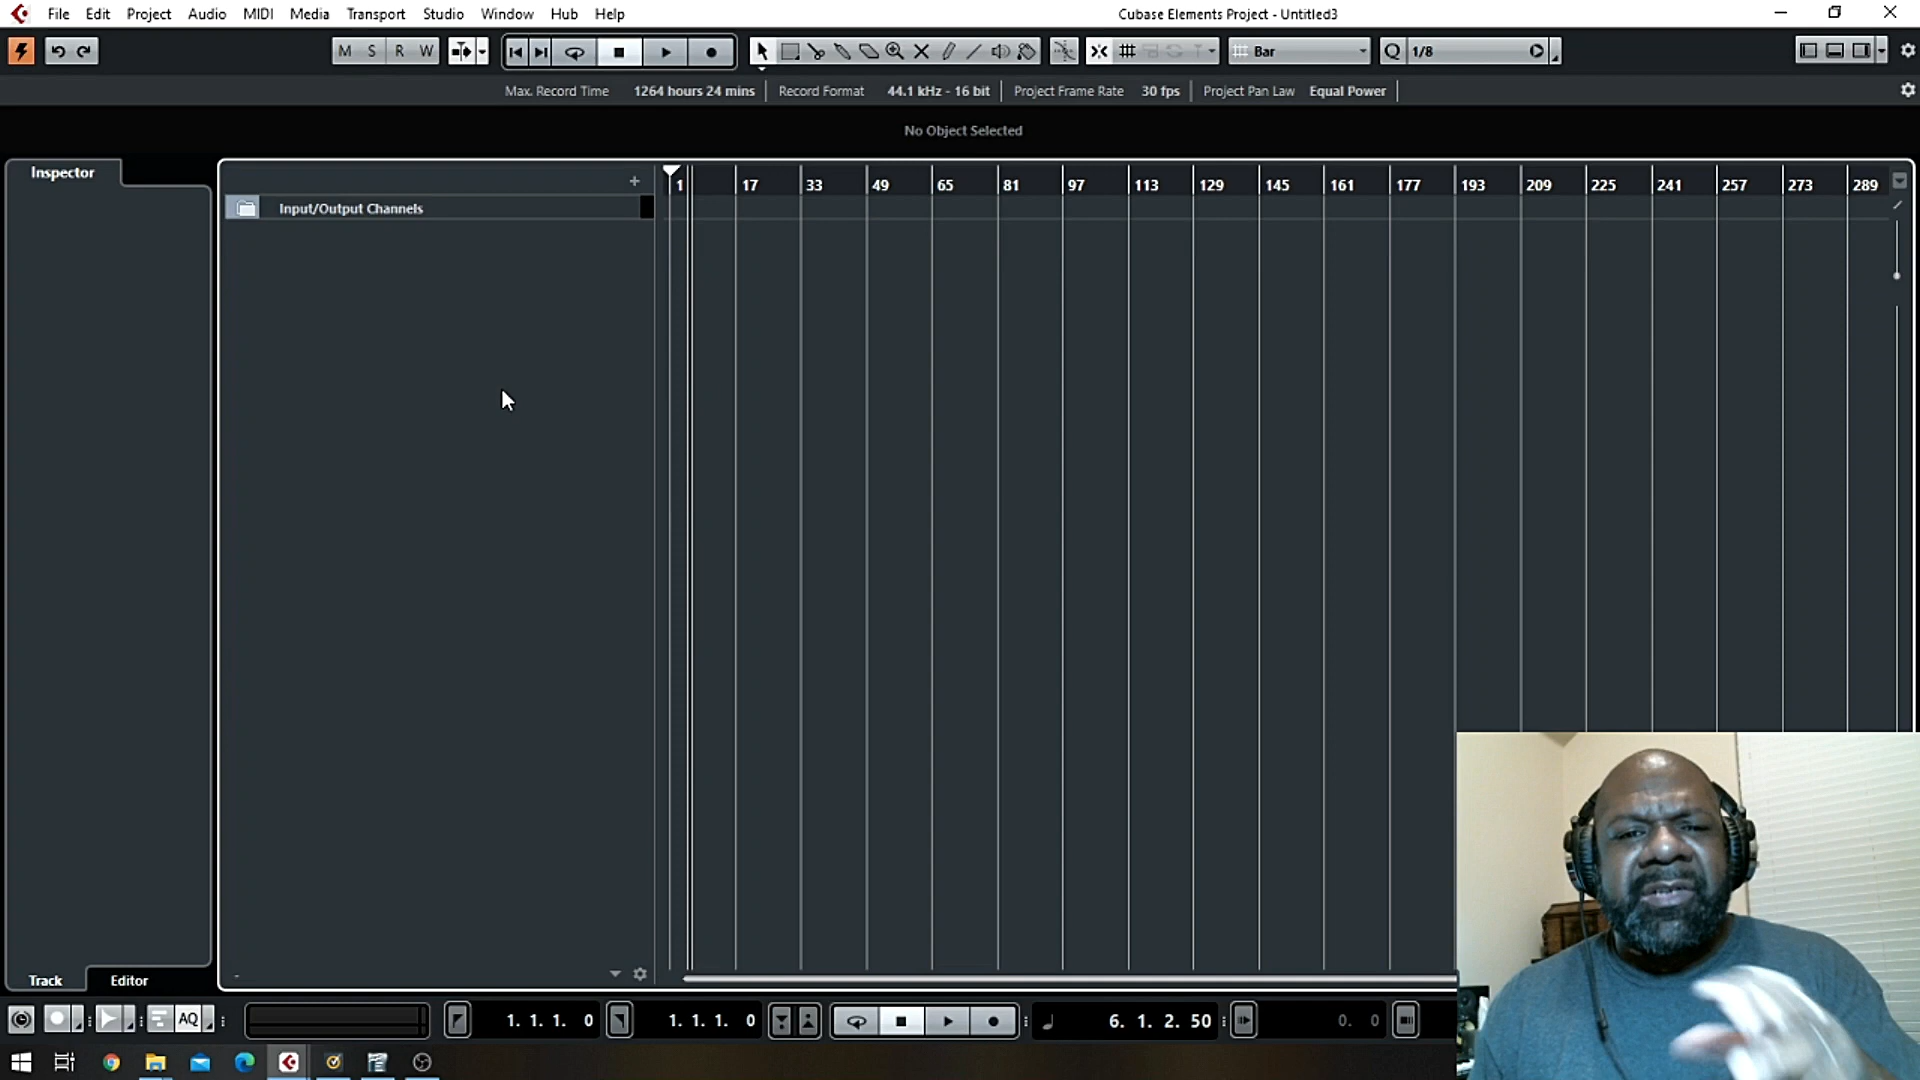 File Edit Project Audio MIDI Media Transport Studio Window Hub Help
Cubase Elements Project - Untitled3
M S R W
Bar
Q 1/8
Max. Record Time 1264 hours 24 mins Record Format 44.1 kHz - 16 bit Project Frame Rate 30 fps Project Pan Law Equal Power
No Object Selected
Inspector
1 17 33 49 65 81 97 113 129 145 161 177 193 209 225 241 257 273 289
Input/Output Channels
Track Editor
AQ
1. 1. 1. 0
1. 1. 1. 0
6. 1. 2. 50
0. 0